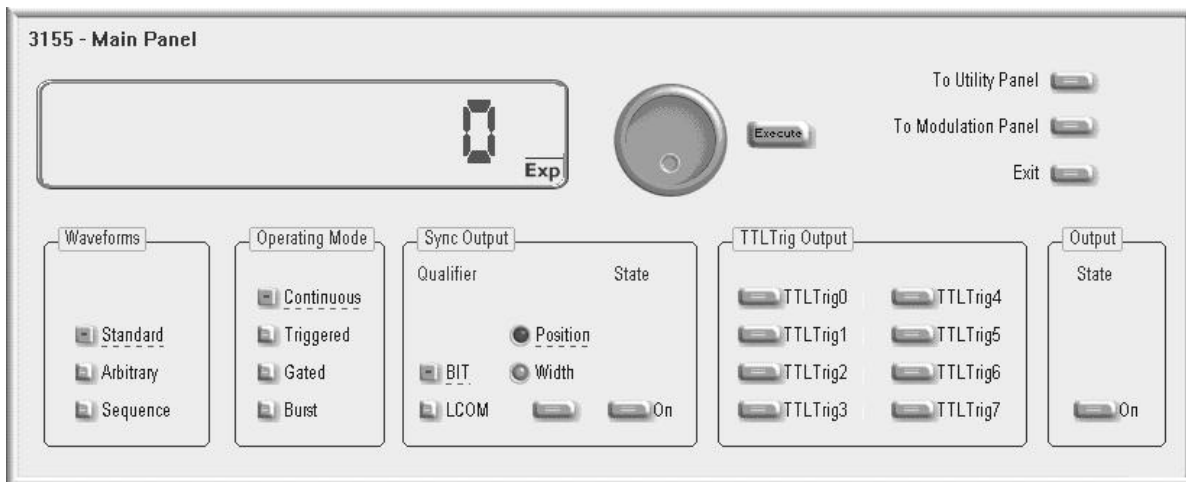 3155 - Main Panel
0
Exp
Execute
To Utility Panel
To Modulation Panel
Exit
Waveforms
Standard
Arbitrary
Sequence
Operating Mode
Continuous
Triggered
Gated
Burst
Sync Output
Qualifier State
Position
BIT Width
LCOM On
TTLTrig Output
TTLTrig0 TTLTrig4
TTLTrig1 TTLTrig5
TTLTrig2 TTLTrig6
TTLTrig3 TTLTrig7
Output
State
On